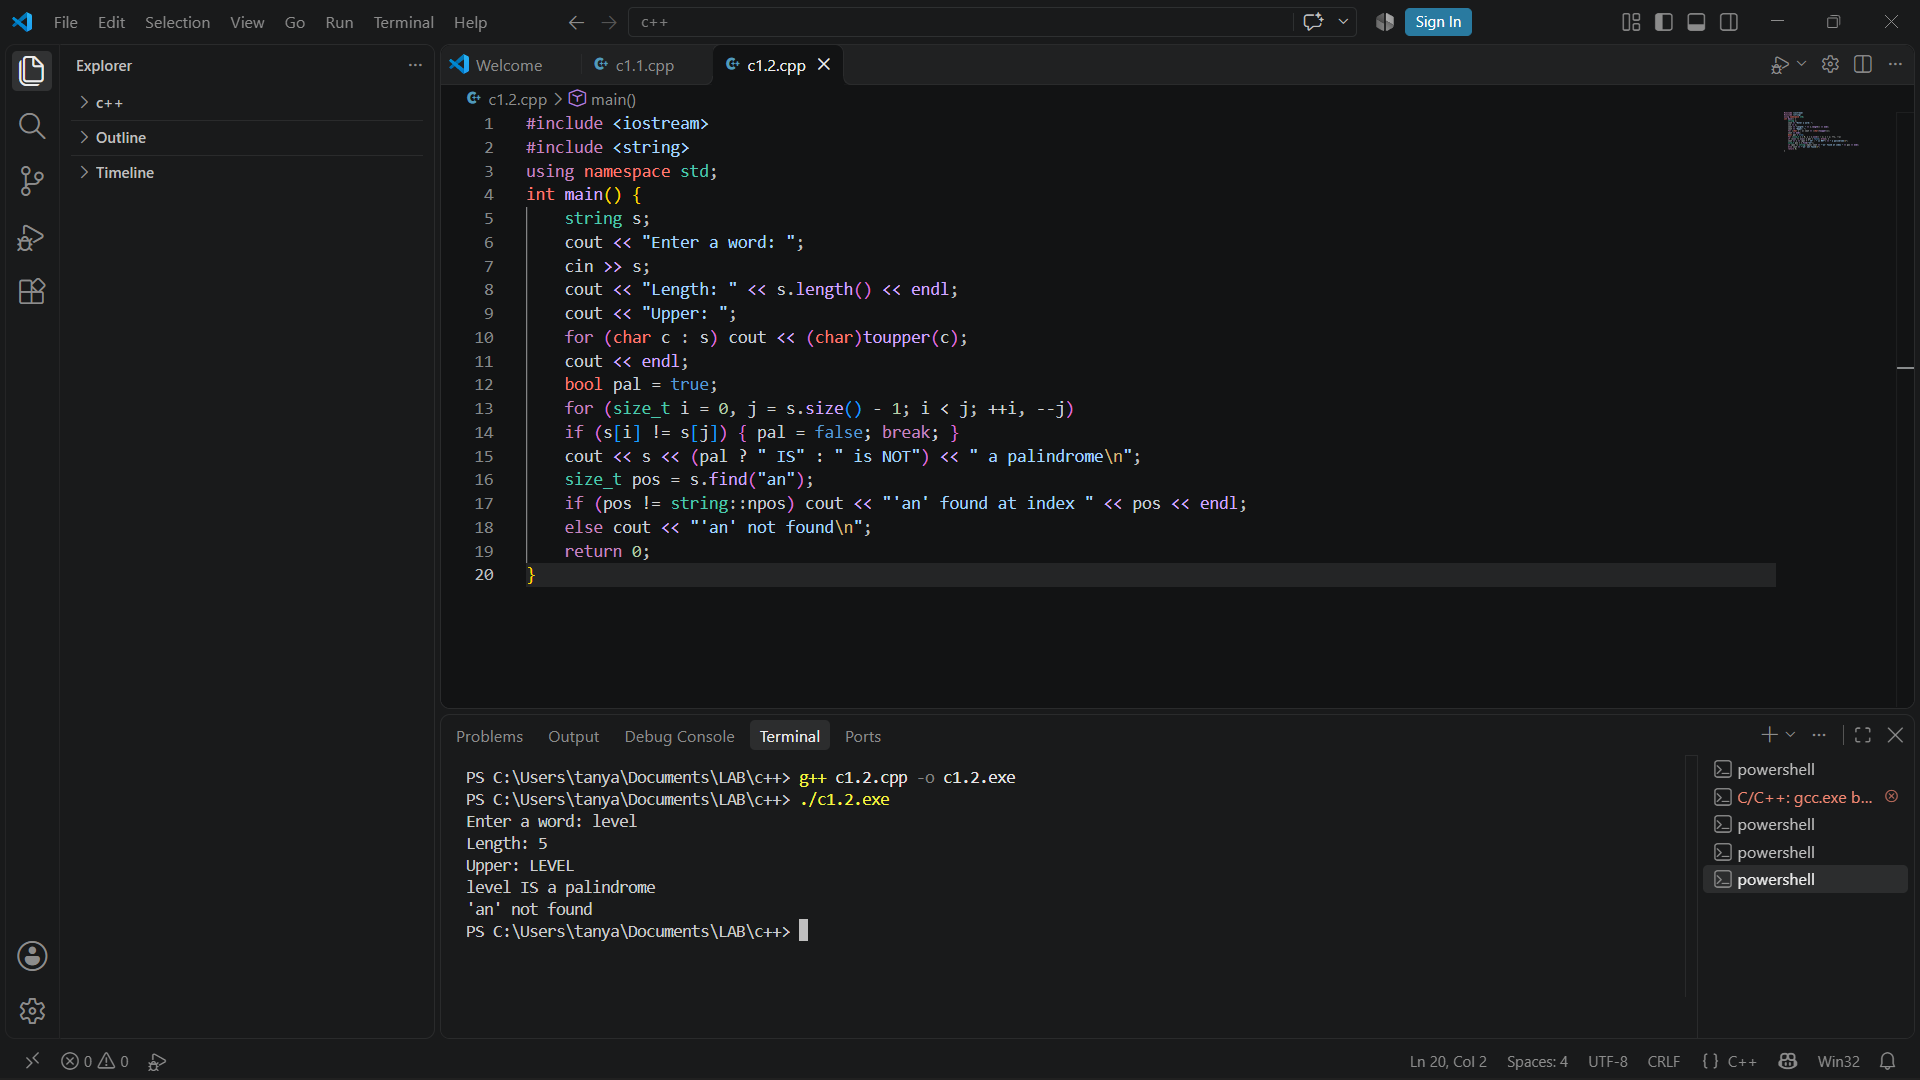 File Edit Selection View Go Run Terminal Help
c++
Sign In
Explorer
c++
Outline
Timeline
Welcome
c1.1.cpp
c1.2.cpp
c1.2.cpp > main()
1 #include <iostream>
2 #include <string>
3 using namespace std;
4 int main() {
5 string s;
6 cout << "Enter a word: ";
7 cin >> s;
8 cout << "Length: " << s.length() << endl;
9 cout << "Upper: ";
10 for (char c : s) cout << (char)toupper(c);
11 cout << endl;
12 bool pal = true;
13 for (size_t i = 0, j = s.size() - 1; i < j; ++i, --j)
14 if (s[i] != s[j]) { pal = false; break; }
15 cout << s << (pal ? " IS" : " is NOT") << " a palindrome\n";
16 size_t pos = s.find("an");
17 if (pos != string::npos) cout << "'an' found at index " << pos << endl;
18 else cout << "'an' not found\n";
19 return 0;
20 }
Problems Output Debug Console Terminal Ports
PS C:\Users\tanya\Documents\LAB\c++> g++ c1.2.cpp -o c1.2.exe
PS C:\Users\tanya\Documents\LAB\c++> ./c1.2.exe
Enter a word: level
Length: 5
Upper: LEVEL
level IS a palindrome
'an' not found
PS C:\Users\tanya\Documents\LAB\c++>
powershell
C/C++: gcc.exe b...
powershell
powershell
powershell
0 0
Ln 20, Col 2 Spaces: 4 UTF-8 CRLF {} C++ Win32